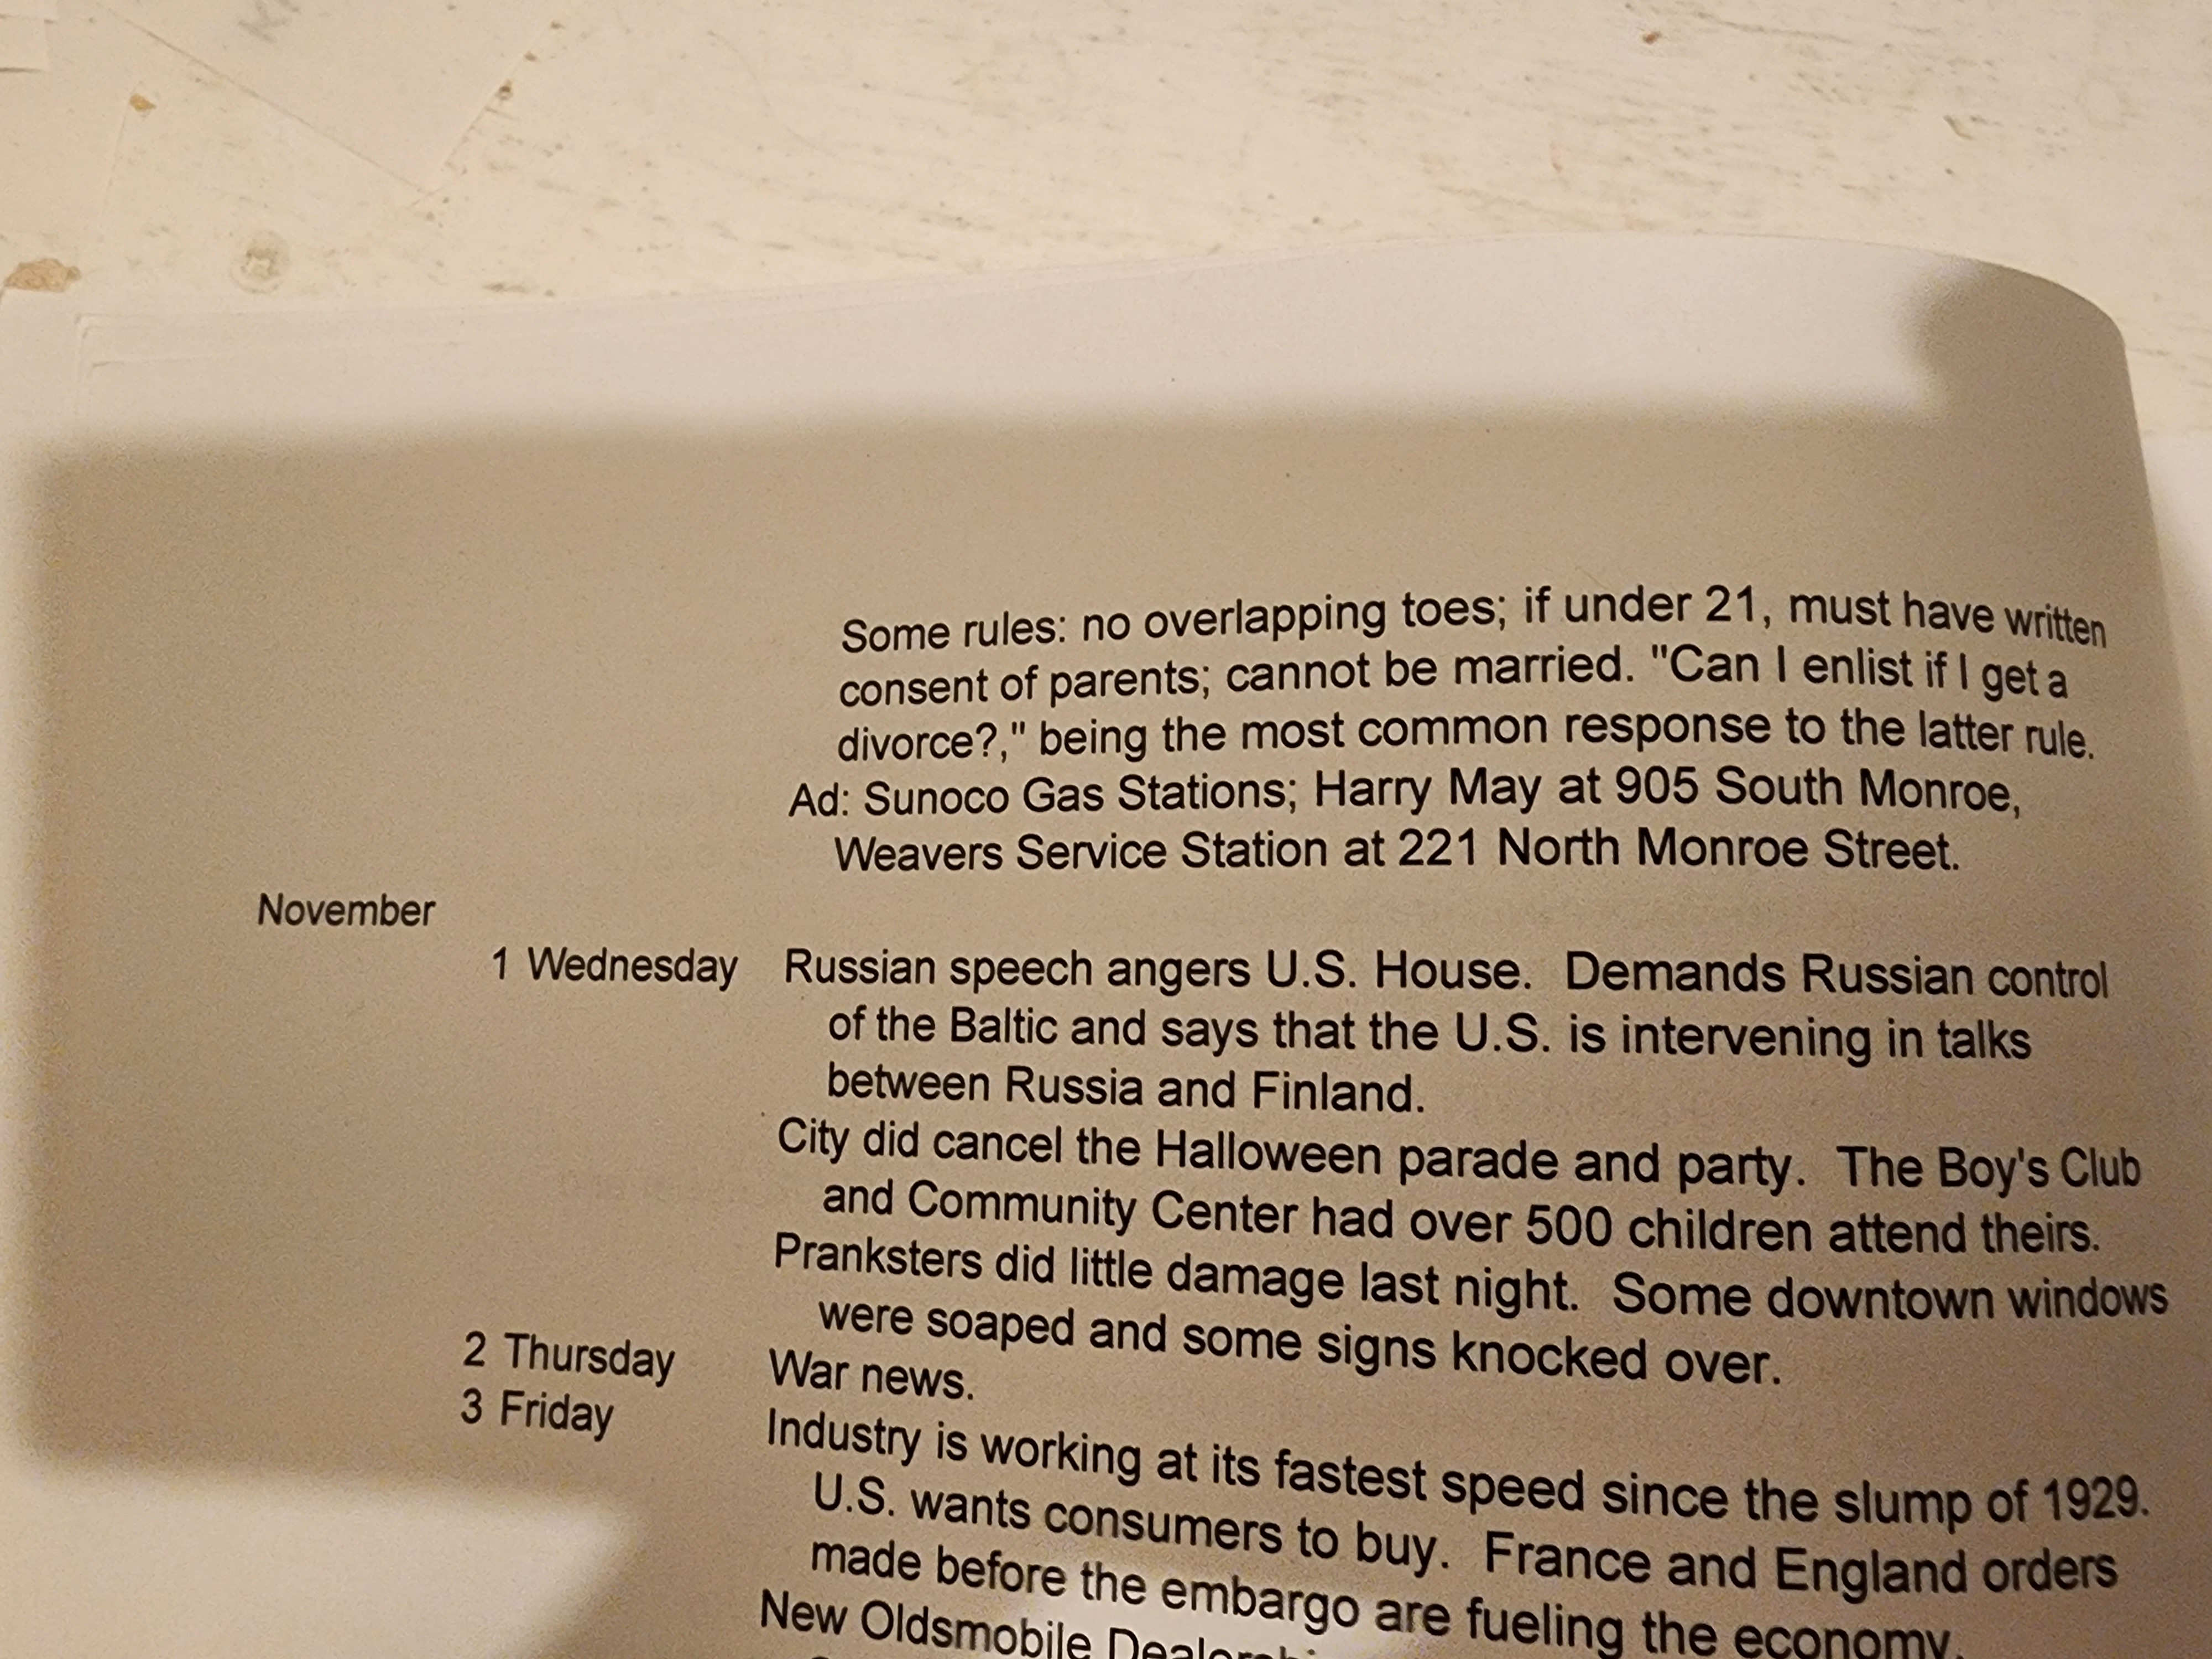 Some rules: no overlapping toes; if under 21, must have written
consent of parents; cannot be married. "Can I enlist if I get a
divorce?," being the most common response to the latter rule.
Ad: Sunoco Gas Stations; Harry May at 905 South Monroe,
Weavers Service Station at 221 North Monroe Street.
November
1 Wednesday Russian speech angers U.S. House. Demands Russian control
of the Baltic and says that the U.S. is intervening in talks
between Russia and Finland.
City did cancel the Halloween parade and party. The Boy's Club
and Community Center had over 500 children attend theirs.
Pranksters did little damage last night. Some downtown windows
were soaped and some signs knocked over.
2 Thursday War news.
3 Friday Industry is working at its fastest speed since the slump of 1929.
U.S. wants consumers to buy. France and England orders
made before the embargo are fueling the economy.
New Oldsmobile